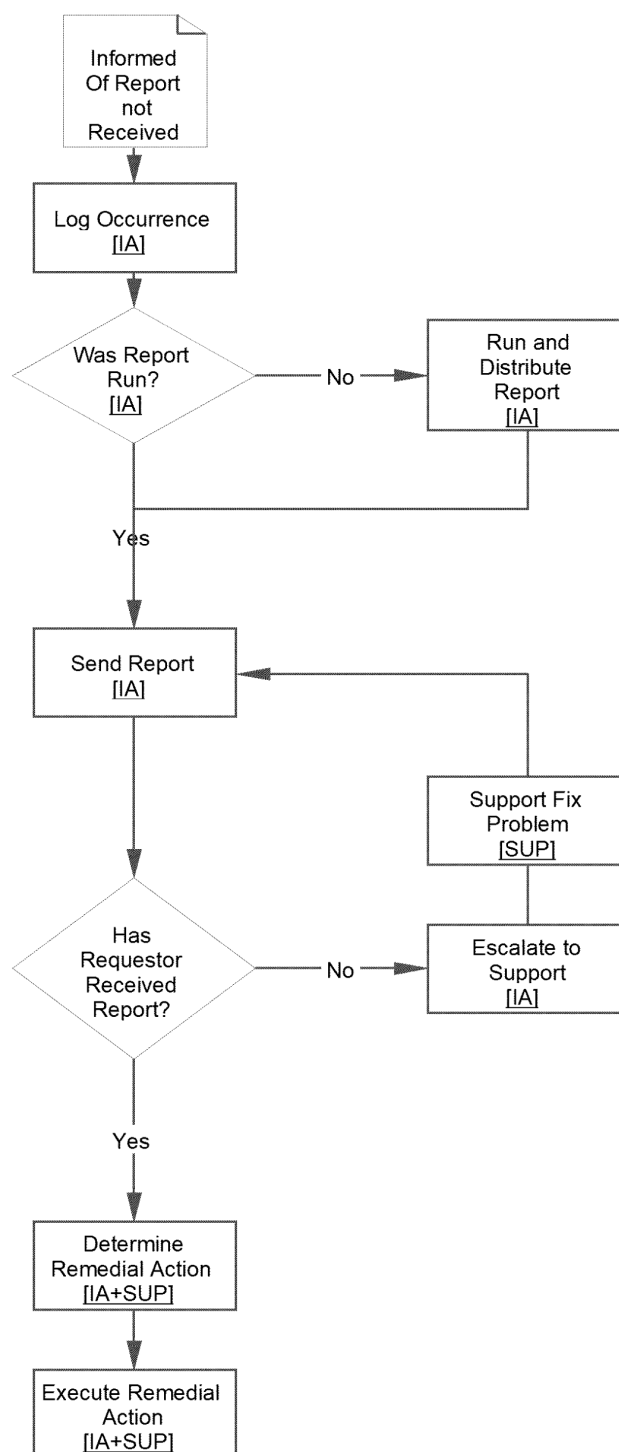 Informed
Of Report
not
Received
Log Occurrence
[IA]
Was Report
Run?
[IA]
No
Run and
Distribute
Report
[IA]
Yes
Send Report
[IA]
Support Fix
Problem
[SUP]
Has
Requestor
Received
Report?
No
Escalate to
Support
[IA]
Yes
Determine
Remedial Action
[IA+SUP]
Execute Remedial
Action
[IA+SUP]